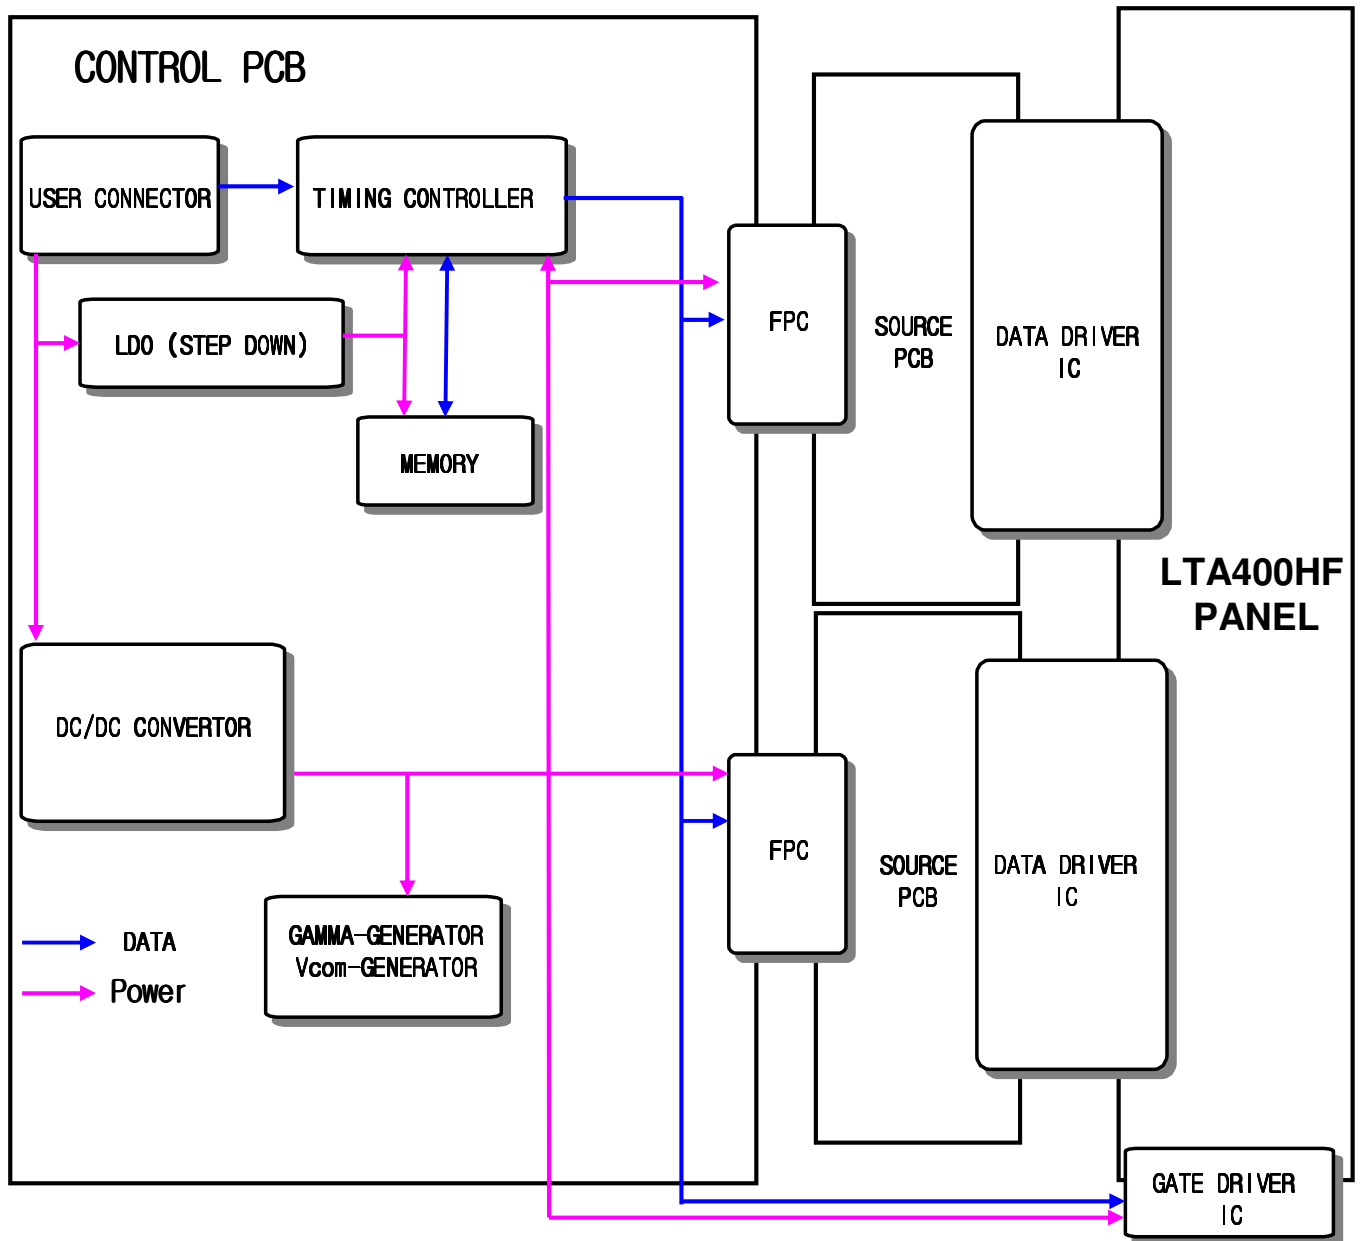 CONTROL PCB
USER CONNECTOR
TIMING CONTROLLER
LDO (STEP DOWN)
MEMORY
FPC
SOURCE
PCB
DATA DRIVER
IC
LTA400HF
PANEL
DC/DC CONVERTOR
FPC
SOURCE
PCB
DATA DRIVER
IC
GAMMA-GENERATOR
Vcom-GENERATOR
DATA
Power
GATE DRIVER
IC